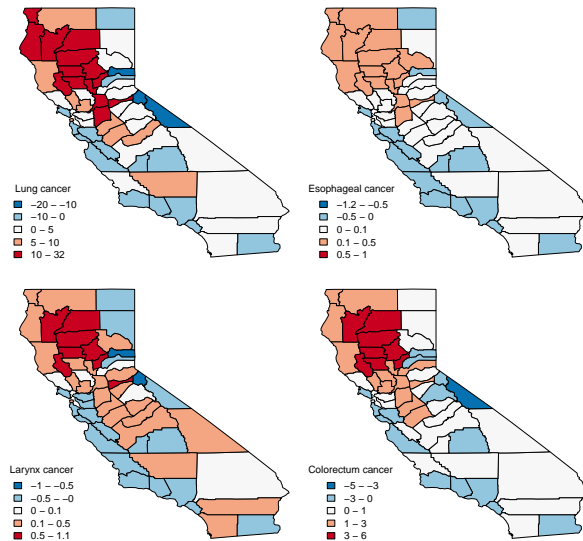 Lung cancer
−20 − −10
−10 − 0
0 − 5
5 − 10
10 − 32
Esophageal cancer
−1.2 − −0.5
−0.5 − 0
0 − 0.1
0.1 − 0.5
0.5 − 1
Larynx cancer
−1 − −0.5
−0.5 − −0
0 − 0.1
0.1 − 0.5
0.5 − 1.1
Colorectum cancer
−5 − −3
−3 − 0
0 − 1
1 − 3
3 − 6